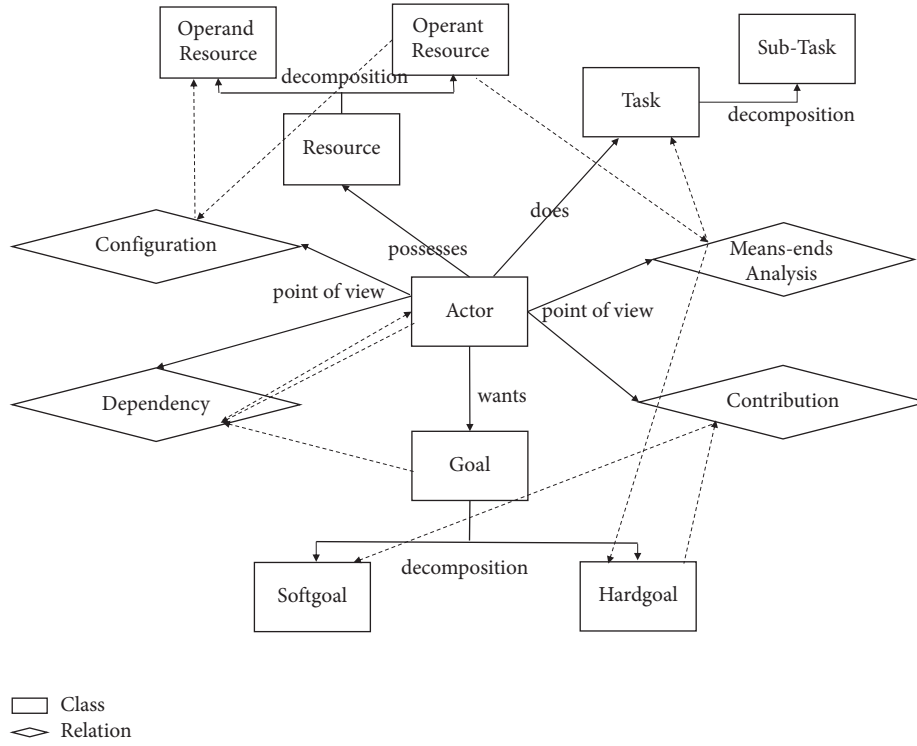 Operand
Resource
Operant
Resource
Sub-Task
decomposition
Task
decomposition
Resource
does
Configuration
possesses
Means-ends
Analysis
point of view
Actor
point of view
Dependency
wants
Contribution
Goal
decomposition
Softgoal
Hardgoal
Class
Relation